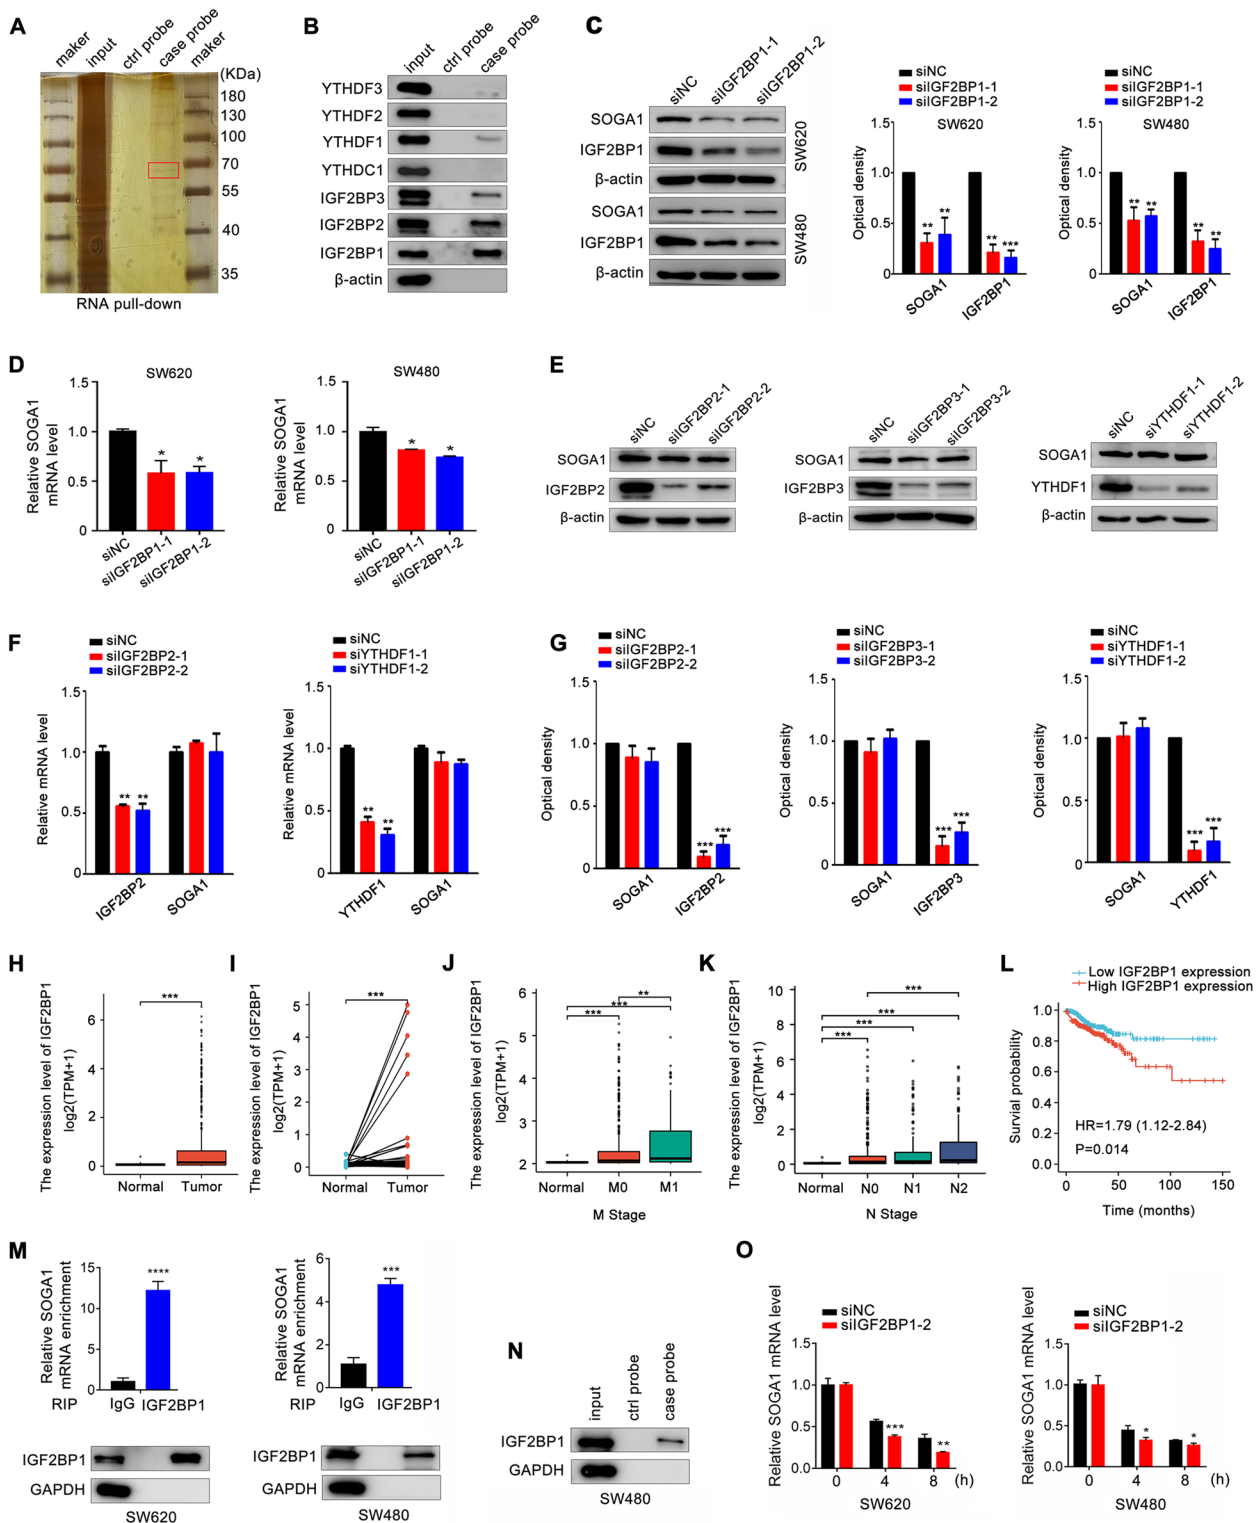 A
maker
input
ctrl probe
case probe
maker
(KDa)
180
130
100
70
55
40
35
RNA pull-down
B
input
ctrl probe
case probe
YTHDF3
YTHDF2
YTHDF1
YTHDC1
IGF2BP3
IGF2BP2
IGF2BP1
β-actin
C
siNC
siIGF2BP1-1
siIGF2BP1-2
SOGA1
IGF2BP1
β-actin
SW620
SOGA1
IGF2BP1
β-actin
SW480
siNC
siIGF2BP1-1
siIGF2BP1-2
SW620
Optical density
1.5
1.0
0.5
0
** **
** ***
SOGA1
IGF2BP1
siNC
siIGF2BP1-1
siIGF2BP1-2
SW480
Optical density
1.5
1.0
0.5
0
** **
** **
SOGA1
IGF2BP1
D
SW620
Relative SOGA1
mRNA level
1.5
1.0
0.5
0
* *
siNC
siIGF2BP1-1
siIGF2BP1-2
SW480
Relative SOGA1
mRNA level
1.5
1.0
0.5
0
* *
siNC
siIGF2BP1-1
siIGF2BP1-2
E
siNC
siIGF2BP2-1
siIGF2BP2-2
SOGA1
IGF2BP2
β-actin
siNC
siIGF2BP3-1
siIGF2BP3-2
SOGA1
IGF2BP3
β-actin
siNC
siYTHDF1-1
siYTHDF1-2
SOGA1
YTHDF1
β-actin
F
siNC
siIGF2BP2-1
siIGF2BP2-2
Relative mRNA level
1.5
1.0
0.5
0
** **
IGF2BP2
SOGA1
siNC
siYTHDF1-1
siYTHDF1-2
Relative mRNA level
1.5
1.0
0.5
0
** **
YTHDF1
SOGA1
G
siNC
siIGF2BP2-1
siIGF2BP2-2
Optical density
1.5
1.0
0.5
0
*** ***
SOGA1
IGF2BP2
siNC
siIGF2BP3-1
siIGF2BP3-2
Optical density
1.5
1.0
0.5
0
*** ***
SOGA1
IGF2BP3
siNC
siYTHDF1-1
siYTHDF1-2
Optical density
1.5
1.0
0.5
0
*** ***
SOGA1
YTHDF1
H
The expression level of IGF2BP1
log2(TPM+1)
6
4
2
0
***
Normal Tumor
I
The expression level of IGF2BP1
log2(TPM+1)
5
4
3
2
1
0
***
Normal Tumor
J
The expression level of IGF2BP1
log2(TPM+1)
6
5
4
3
2
**
***
***
Normal M0 M1
M Stage
K
The expression level of IGF2BP1
log2(TPM+1)
10
8
6
4
2
0
***
***
***
***
Normal N0 N1 N2
N Stage
L
Low IGF2BP1 expression
High IGF2BP1 expression
Survial probability
1.0
0.8
0.6
0.4
0.2
0.0
HR=1.79 (1.12-2.84)
P=0.014
0 50 100 150
Time (months)
M
Relative SOGA1
mRNA enrichment
15
10
5
0
****
RIP IgG IGF2BP1
IGF2BP1
GAPDH
SW620
Relative SOGA1
mRNA enrichment
6
4
2
0
***
RIP IgG IGF2BP1
IGF2BP1
GAPDH
SW480
N
input
ctrl probe
case probe
IGF2BP1
GAPDH
SW480
O
siNC
siIGF2BP1-2
Relative SOGA1 mRNA level
1.5
1.0
0.5
0.0
***
**
0 4 8 (h)
SW620
siNC
siIGF2BP1-2
Relative SOGA1 mRNA level
1.5
1.0
0.5
0.0
*
*
0 4 8 (h)
SW480